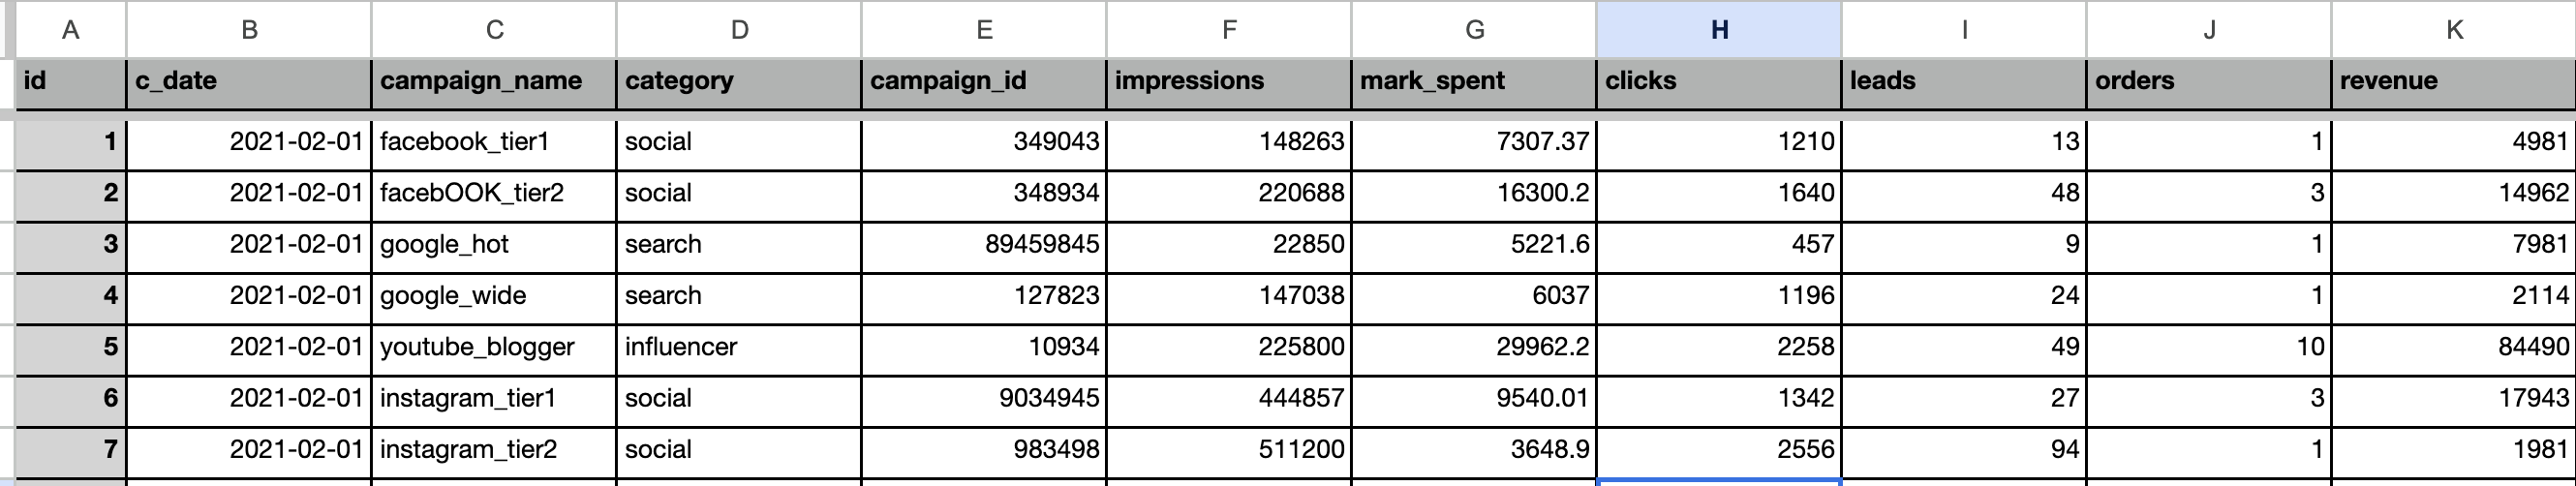 A B C D E F G H I J K
id c_date campaign_name category campaign_id impressions mark_spent clicks leads orders revenue
1 2021-02-01 facebook_tier1 social 349043 148263 7307.37 1210 13 1 4981
2 2021-02-01 facebOOK_tier2 social 348934 220688 16300.2 1640 48 3 14962
3 2021-02-01 google_hot search 89459845 22850 5221.6 457 9 1 7981
4 2021-02-01 google_wide search 127823 147038 6037 1196 24 1 2114
5 2021-02-01 youtube_blogger influencer 10934 225800 29962.2 2258 49 10 84490
6 2021-02-01 instagram_tier1 social 9034945 444857 9540.01 1342 27 3 17943
7 2021-02-01 instagram_tier2 social 983498 511200 3648.9 2556 94 1 1981